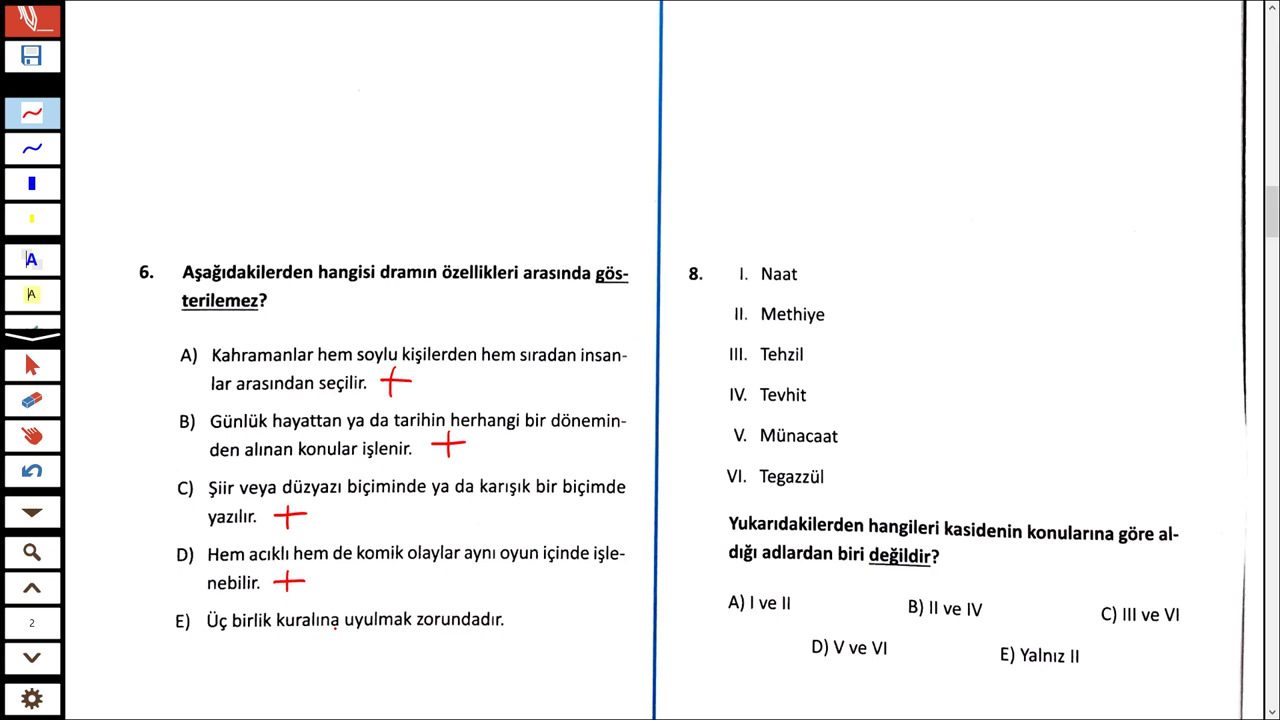 6. Aşağıdakilerden hangisi dramın özellikleri arasında gös-
terilemez?
A) Kahramanlar hem soylu kişilerden hem sıradan insan-
lar arasından seçilir.
B) Günlük hayattan ya da tarihin herhangi bir dönemin-
den alınan konular işlenir.
C) Şiir veya düzyazı biçiminde ya da karışık bir biçimde
yazılır.
D) Hem acıklı hem de komik olaylar aynı oyun içinde işle-
nebilir.
E) Üç birlik kuralına uyulmak zorundadır.
8. I. Naat
II. Methiye
III. Tehzil
IV. Tevhit
V. Münacaat
VI. Tegazzül
Yukarıdakilerden hangileri kasidenin konularına göre al-
dığı adlardan biri değildir?
A) I ve II B) II ve IV C) III ve VI
D) V ve VI E) Yalnız II
A
A
2